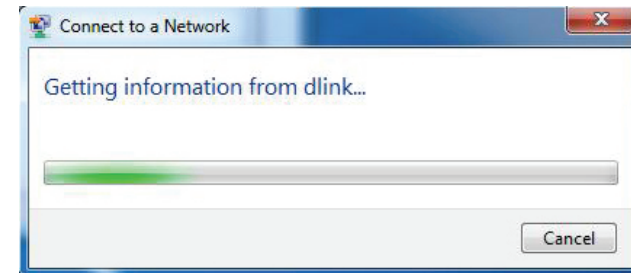 Connect to a Network
Getting information from dlink...
Cancel